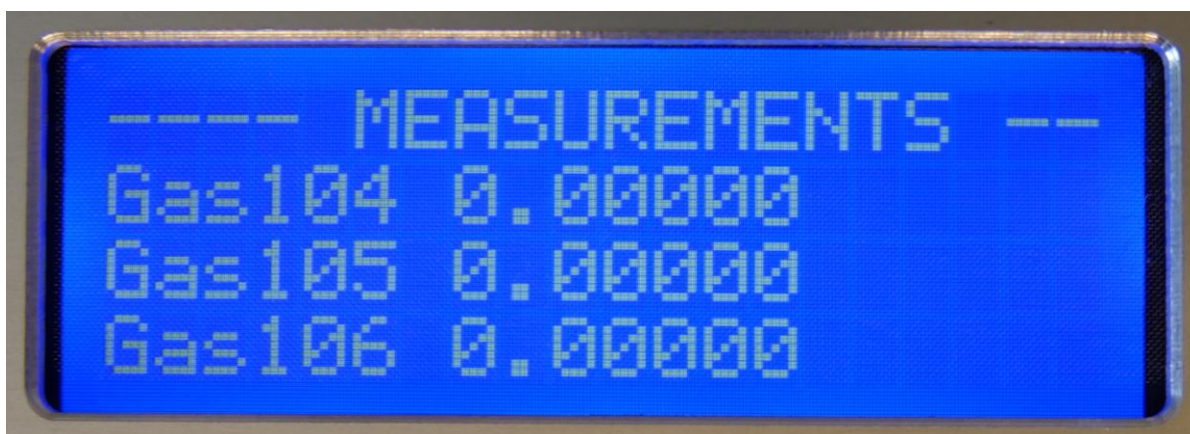 ---- MEASUREMENTS --
Gas104 0.00000
Gas105 0.00000
Gas106 0.00000